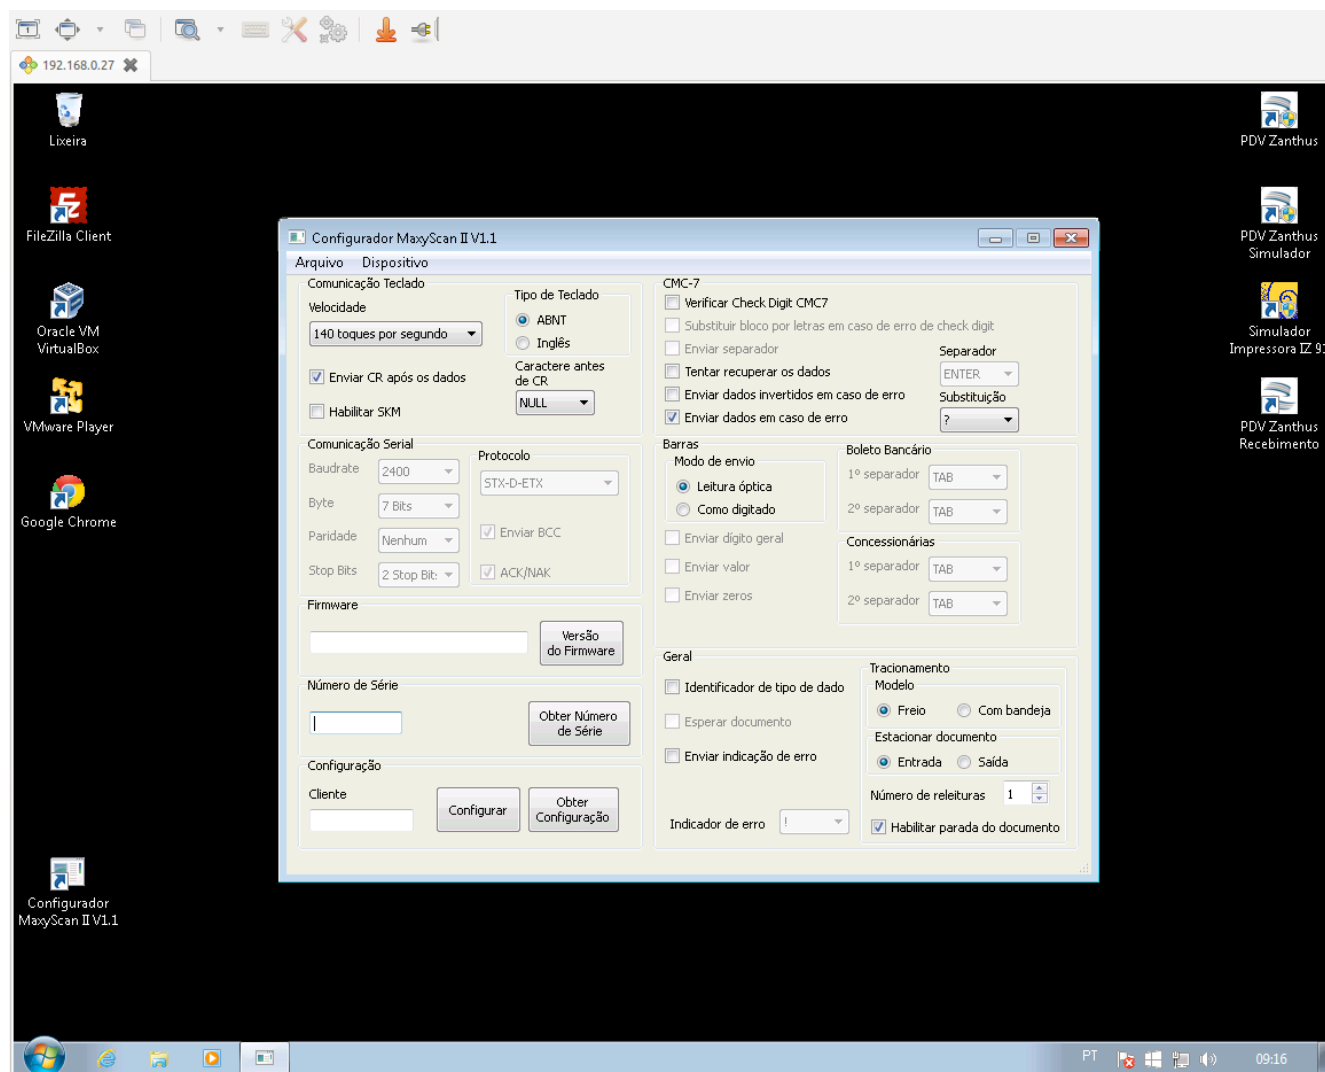 192.168.0.27
Lixeira
FileZilla Client
Oracle VM
VirtualBox
VMware Player
Google Chrome
Configurador
MaxyScan II V1.1
PDV Zanthus
PDV Zanthus
Simulador
Simulador
Impressora IZ 91
PDV Zanthus
Recebimento
Configurador MaxyScan II V1.1
Arquivo Dispositivo
Comunicação Teclado
Velocidade
140 toques por segundo
Tipo de Teclado
ABNT
Inglês
Enviar CR após os dados
Caractere antes
de CR
NULL
Habilitar SKM
Comunicação Serial
Baudrate 2400
Byte 7 Bits
Paridade Nenhum
Stop Bits 2 Stop Bit:
Protocolo
STX-D-ETX
Enviar BCC
ACK/NAK
Firmware
Versão
do Firmware
Número de Série
Obter Número
de Série
Configuração
Cliente
Configurar
Obter
Configuração
CMC-7
Verificar Check Digit CMC7
Substituir bloco por letras em caso de erro de check digit
Enviar separador
Tentar recuperar os dados
Enviar dados invertidos em caso de erro
Enviar dados em caso de erro
Separador
ENTER
Substituição
?
Barras
Modo de envio
Leitura óptica
Como digitado
Enviar dígito geral
Enviar valor
Enviar zeros
Boleto Bancário
1º separador TAB
2º separador TAB
Concessionárias
1º separador TAB
2º separador TAB
Geral
Identificador de tipo de dado
Esperar documento
Enviar indicação de erro
Indicador de erro !
Tracionamento
Modelo
Freio Com bandeja
Estacionar documento
Entrada Saída
Número de releituras 1
Habilitar parada do documento
PT 09:16